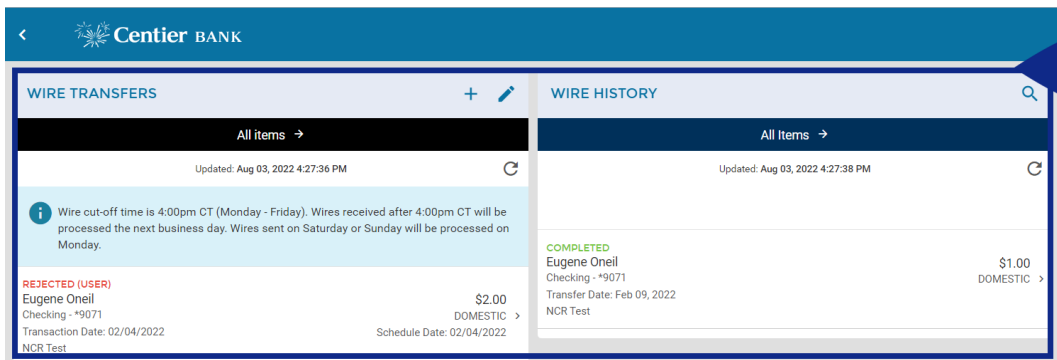 Centier BANK
WIRE TRANSFERS
All items
Updated: Aug 03, 2022 4:27:36 PM
Wire cut-off time is 4:00pm CT (Monday - Friday). Wires received after 4:00pm CT will be
processed the next business day. Wires sent on Saturday or Sunday will be processed on
Monday.
REJECTED (USER)
Eugene Oneil
$2.00
Checking - *9071
DOMESTIC
Transaction Date: 02/04/2022
Schedule Date: 02/04/2022
NCR Test
WIRE HISTORY
All Items
Updated: Aug 03, 2022 4:27:38 PM
COMPLETED
Eugene Oneil
$1.00
Checking - *9071
DOMESTIC
Transfer Date: Feb 09, 2022
NCR Test